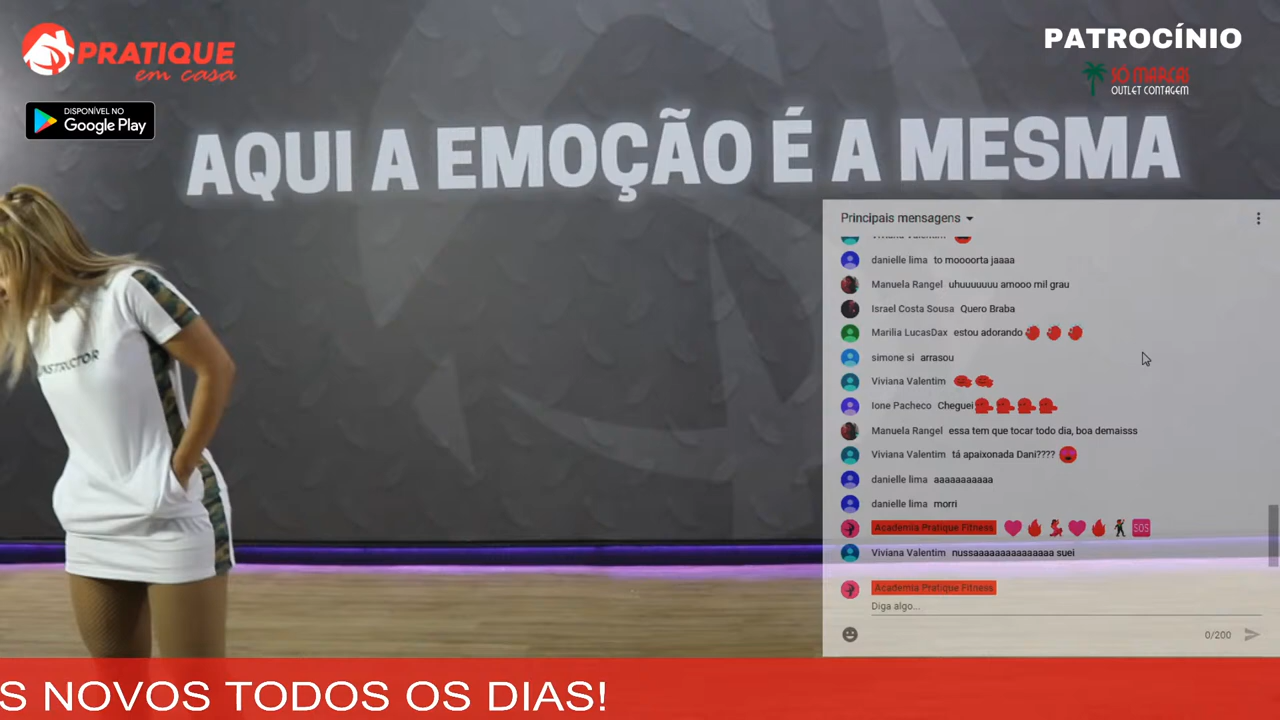 PRATIQUE
em casa
DISPONÍVEL NO
Google Play
PATROCÍNIO
SÓ MARCAS
OUTLET CONTAGEM
AQUI A EMOÇÃO É A MESMA
INSTRUCTOR
Principais mensagens
Viviana Valentim
danielle lima to moooorta jaaaa
Manuela Rangel uhuuuuuuu amooo mil grau
Israel Costa Sousa Quero Braba
Marilia LucasDax estou adorando
simone si arrasou
Viviana Valentim
Ione Pacheco Cheguei
Manuela Rangel essa tem que tocar todo dia, boa demaisss
Viviana Valentim tá apaixonada Dani????
danielle lima aaaaaaaaaaa
danielle lima morri
Academia Pratique Fitness SOS
Viviana Valentim nussaaaaaaaaaaaaaaa suei
Academia Pratique Fitness
Diga algo...
0/200
S NOVOS TODOS OS DIAS!